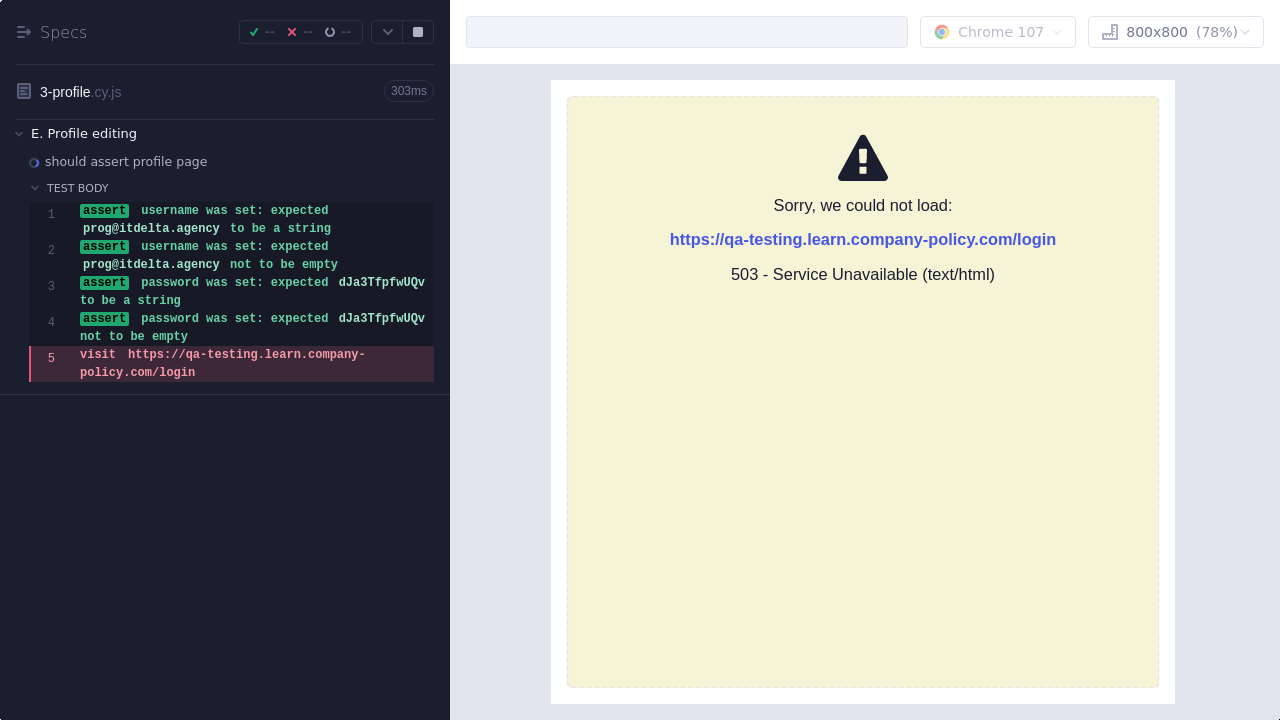 Specs
--
--
--
3-profile.cy.js
303ms
E. Profile editing
should assert profile page
TEST BODY
1
assert username was set: expected
prog@itdelta.agency to be a string
2
assert username was set: expected
prog@itdelta.agency not to be empty
3
assert password was set: expected dJa3TfpfwUQv
to be a string
4
assert password was set: expected dJa3TfpfwUQv
not to be empty
5
visit https://qa-testing.learn.company-
policy.com/login
Chrome 107
800x800 (78%)
Sorry, we could not load:
https://qa-testing.learn.company-policy.com/login
503 - Service Unavailable (text/html)